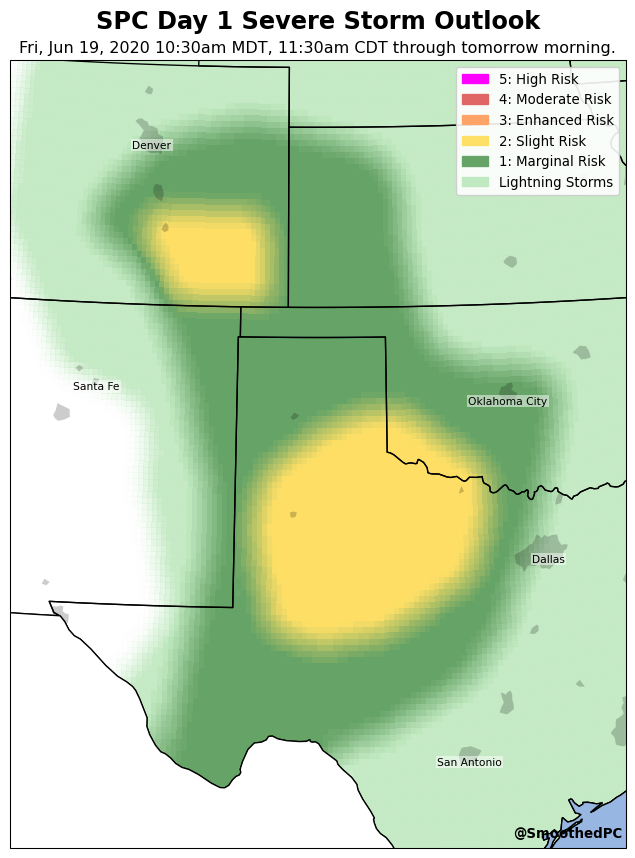 SPC Day 1 Severe Storm Outlook
Fri, Jun 19, 2020 10:30am MDT, 11:30am CDT through tomorrow morning.
5: High Risk
4: Moderate Risk
3: Enhanced Risk
2: Slight Risk
1: Marginal Risk
Lightning Storms
Denver
Santa Fe
Oklahoma City
Dallas
San Antonio
@SmoothedPC